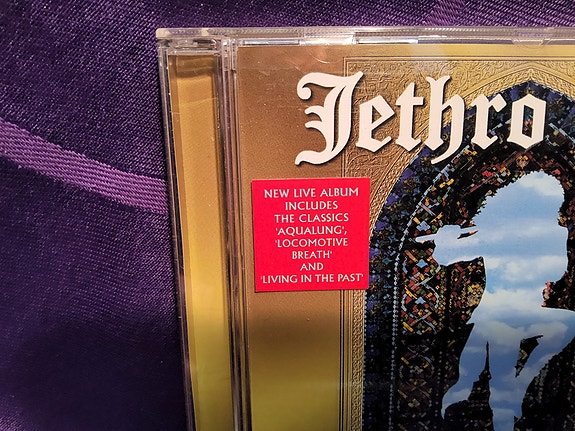 Jethro
NEW LIVE ALBUM
INCLUDES
THE CLASSICS
'AQUALUNG',
'LOCOMOTIVE
BREATH'
AND
'LIVING IN THE PAST'